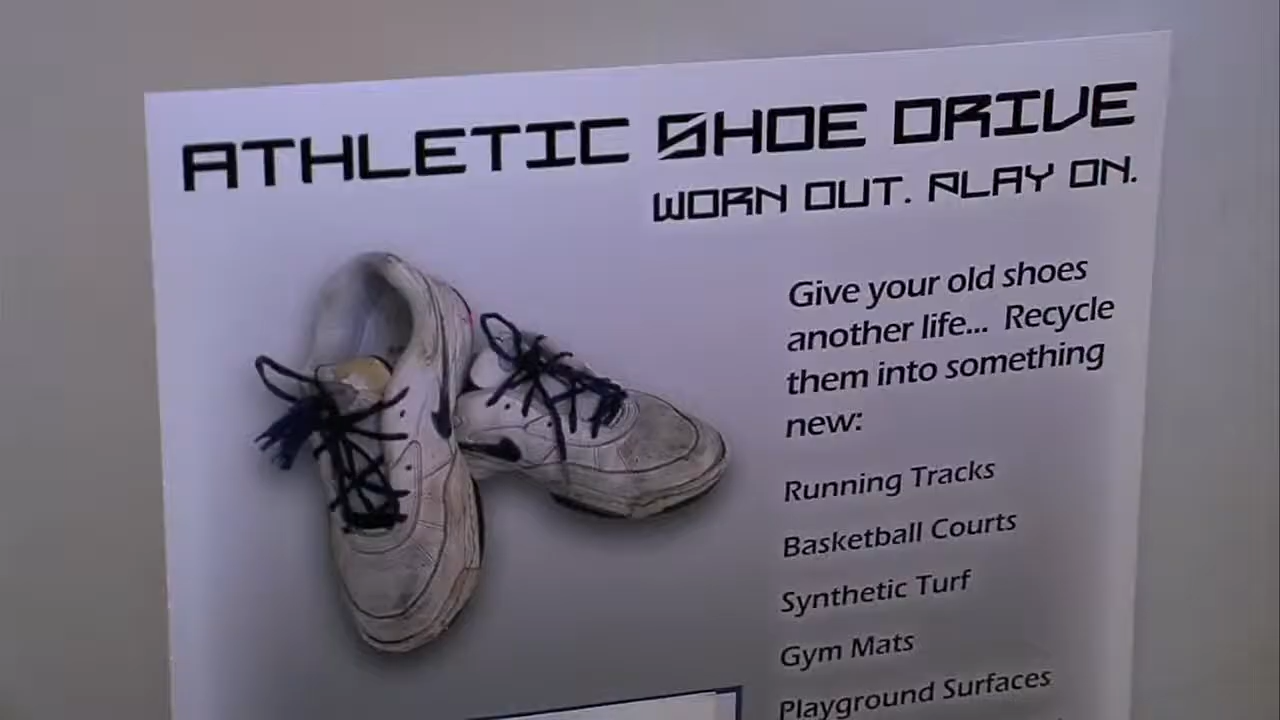 ATHLETIC SHOE DRIVE
WORN OUT. PLAY ON.
Give your old shoes
another life... Recycle
them into something
new:
Running Tracks
Basketball Courts
Synthetic Turf
Gym Mats
Playground Surfaces